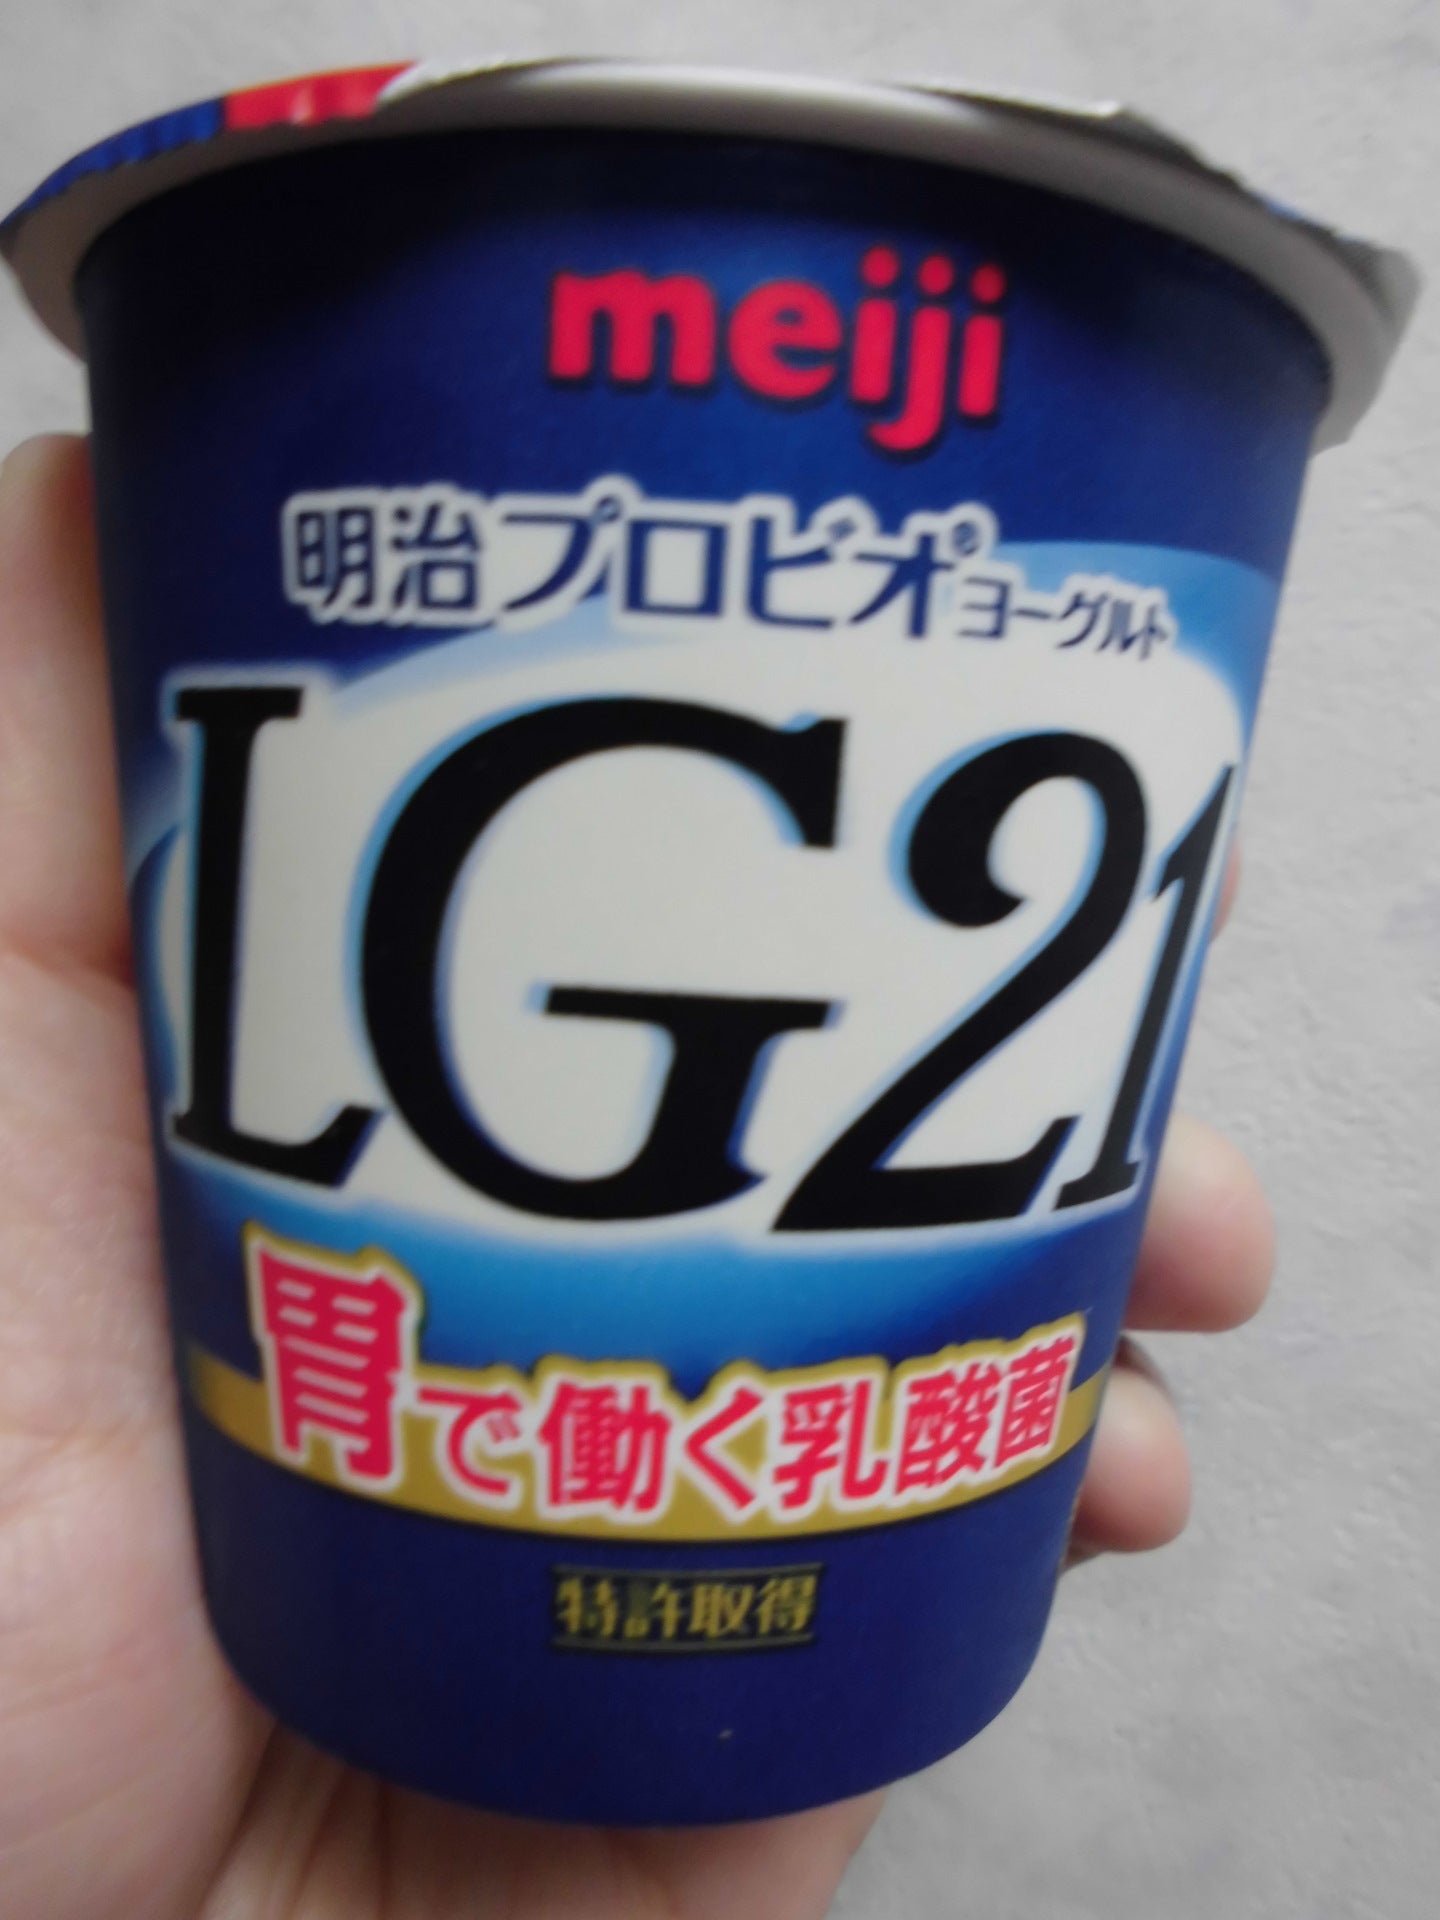 meiji
明治プロビオ®ヨーグルト
LG21
胃で働く乳酸菌
特許取得